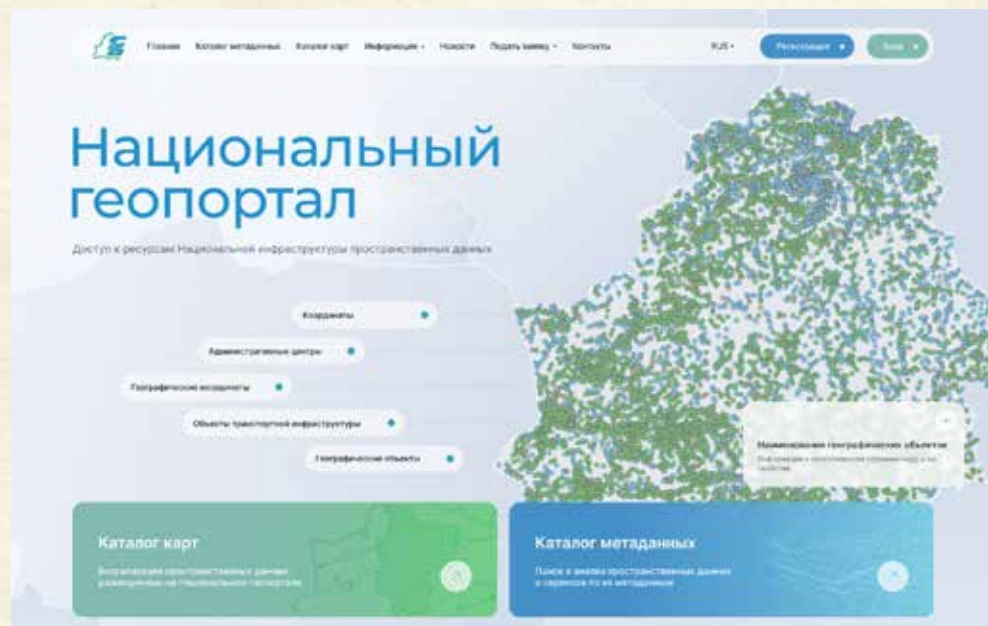 Главная Каталог метаданных Каталог карт Информация Новости Подать заявку Контакты RUS Регистрация Вход
Национальный
геопортал
Доступ к ресурсам Национальной инфраструктуры пространственных данных
Координаты
Административные центры
Географические координаты
Объекты транспортной инфраструктуры
Географические объекты
Наименования географических объектов
Каталог карт
Визуализация пространственных данных
размещенных на Национальном геопортале
Каталог метаданных
Поиск и анализ пространственных данных
и сервисов по их метаданным